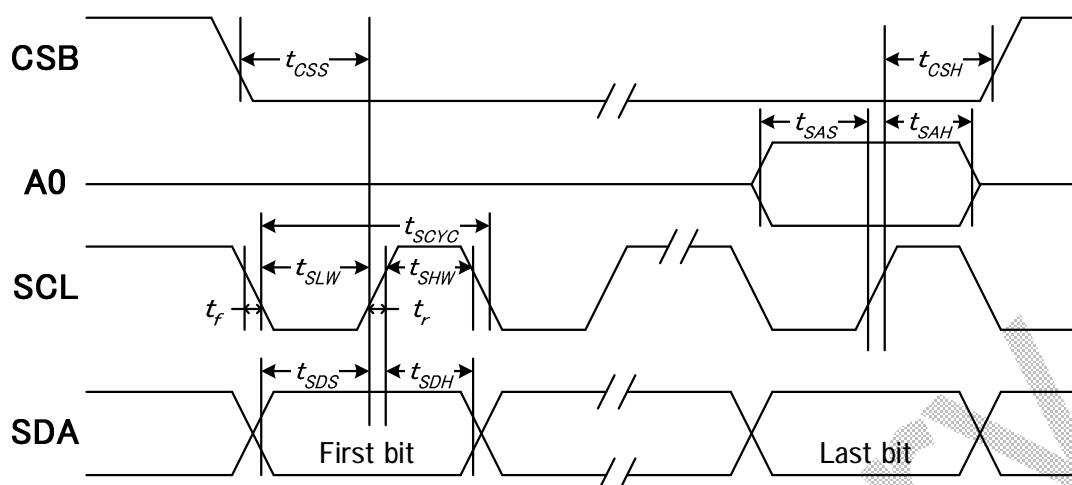 CSB
tCSS
tCSH
tSAS
tSAH
A0
tSCYC
SCL
tSLW
tSHW
tf
tr
tSDS
tSDH
SDA
First bit
Last bit